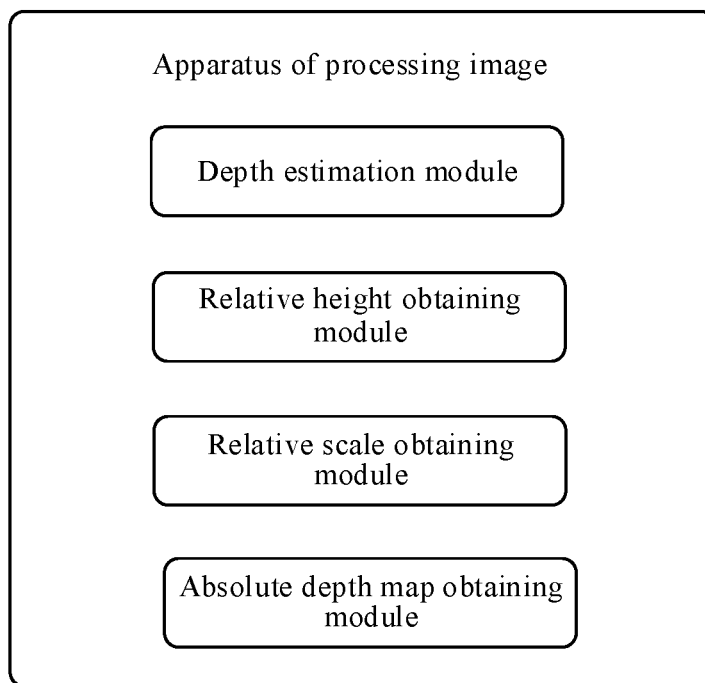 Apparatus of processing image
Depth estimation module
Relative height obtaining
module
Relative scale obtaining
module
Absolute depth map obtaining
module